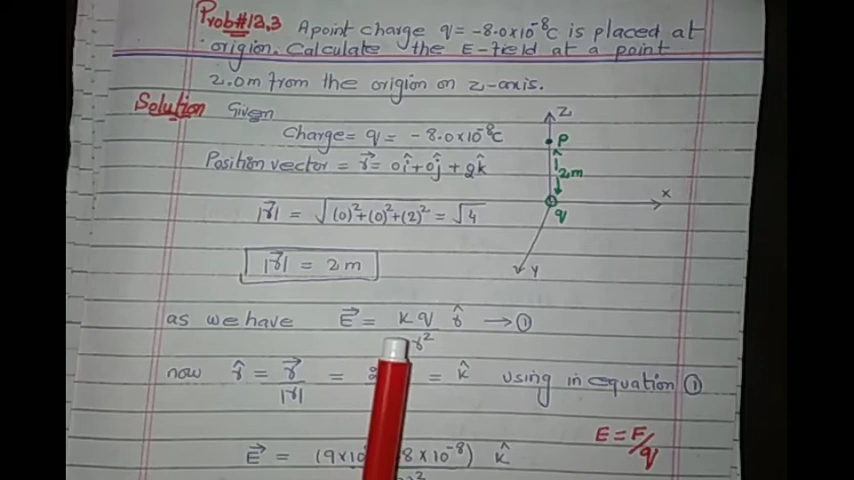 Prob#12.3 A point charge q = -8.0×10⁻⁸C is placed at
origion. Calculate the E-field at a point
2.0m from the origion on z-axis.
Solution Given
Charge = q = -8.0×10⁻⁸C
Position vector = r⃗ = 0î+0ĵ+2k̂
|r⃗| = √(0)²+(0)²+(2)² = √4
|r⃗| = 2m
Z
P
2m
X
q
Y
as we have E⃗ = kq/r² r̂ → ①
now r̂ = r⃗/|r| = = k̂ using in equation ①
E⃗ = (9×10 8×10⁻⁸) k̂
E = F/q